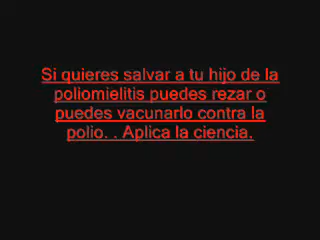 Si quieres salvar a tu hijo de la
poliomielitis puedes rezar o
puedes vacunarlo contra la
polio. . Aplica la ciencia.